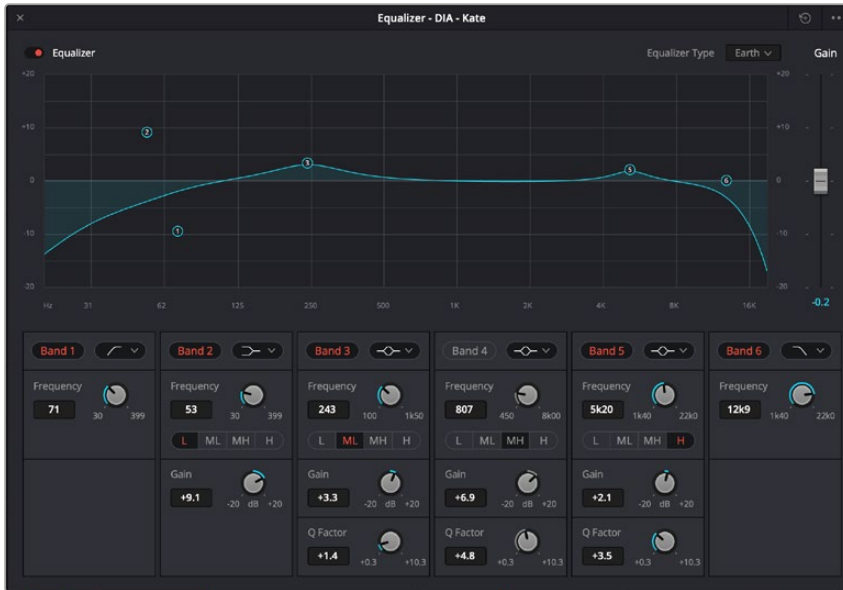 Equalizer - DIA - Kate
Equalizer
Equalizer Type Earth Gain
+20 +20
+10 +10
0 0
-10 -10
-20 -20
Hz 31 62 125 250 500 1K 2K 4K 8K 16K
-0.2
2
3
5
6
1
Band 1 Band 2 Band 3 Band 4 Band 5 Band 6
Frequency Frequency Frequency Frequency Frequency Frequency
71 53 243 807 5k20 12k9
30 399 30 399 100 1k50 450 8k00 1k40 22k0 1k40 22k0
L ML MH H L ML MH H L ML MH H L ML MH H
Gain Gain Gain Gain
+9.1 +3.3 +6.9 +2.1
-20 dB +20 -20 dB +20 -20 dB +20 -20 dB +20
Q Factor Q Factor Q Factor
+1.4 +4.8 +3.5
+0.3 +10.3 +0.3 +10.3 +0.3 +10.3